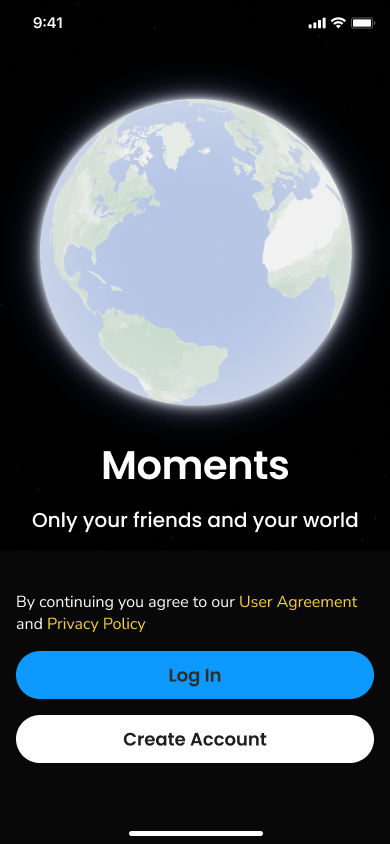 9:41
Moments
Only your friends and your world
By continuing you agree to our User Agreement
and Privacy Policy
Log In
Create Account